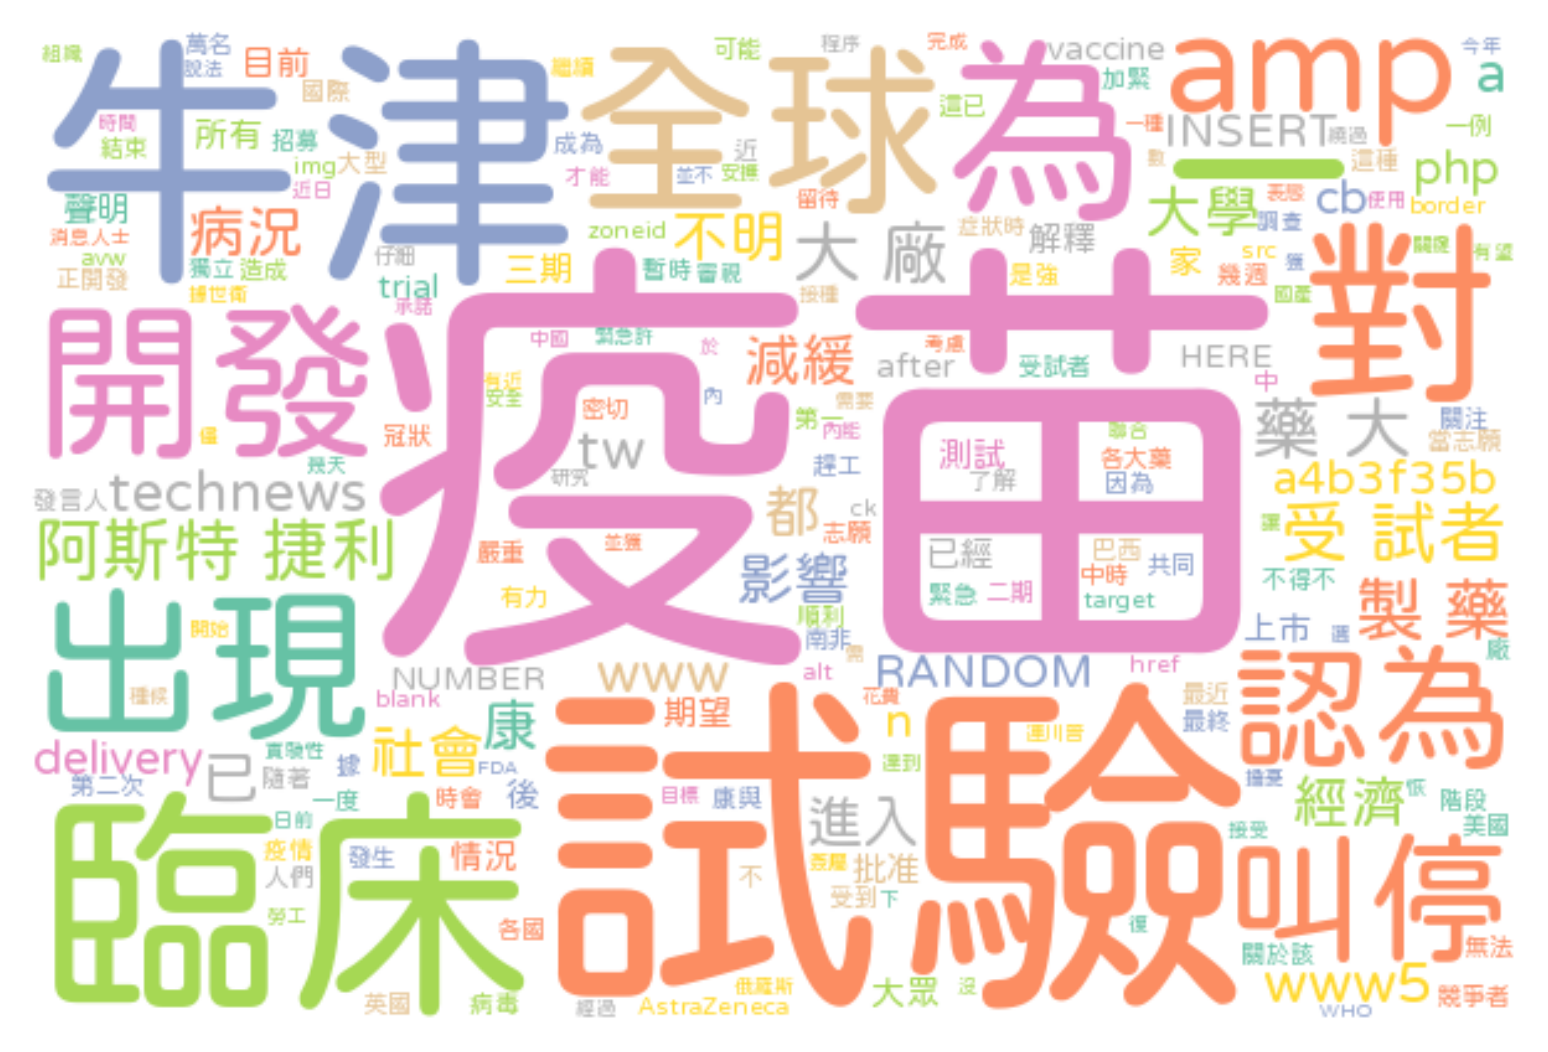 組織
萬名
說法
目前
國際
牛津
全球
為
繼續
可能
程序
完成
vaccine
加緊
amp
今年
a
時間
結束
所有
招募
img
大型
近日
成為
才能
近
並不
安撫
這已
一種
INSERT
繞過
一例
數
這種
php
聲明
消息人士
avw
正開發
病況
獨立
造成
據世衛
仔細
trial
承諾
三期
zoneid
不明
暫時
審視
留待
大廠
接種
症狀時
解釋
是強
大學
表態
調查
cb
使用
border
家
src
獲
幾週
國產
對
關係
有望
開發
疫苗
中國
緊急許
於
減緩
after
考慮
受試者
HERE
中
有近
安全
密切
內
需要
第一
內能
僅
冠狀
幾天
tw
研究
趕工
測試
了解
聯合
各大藥
因為
藥大
關注
當志願
發言人
technews
a4b3f35b
阿斯特捷利
嚴重
並獲
都
ck
志願
讓
受試者
有力
影響
順利
南非
已經
緊急
二期
巴西
中時
共同
target
不得不
製藥
出現
開始
種候
上市
選
廠
NUMBER
blank
www
需
alt
RANDOM
href
認為
delivery
第二次
已
實發性
隨著
據
社會
康
FDA
期望
試驗
花費
n
達到
運川普
最近
最終
擔憂
經濟
恢
階段
美國
臨床
一度
日前
疫情
人們
勞工
發生
時會
後
情況
各國
目標
康與
進入
不
簽屬
批准
受到
下
接受
復
叫停
關於該
無法
英國
病毒
經過
AstraZeneca
俄羅斯
大眾
沒
www5
WHO
競爭者